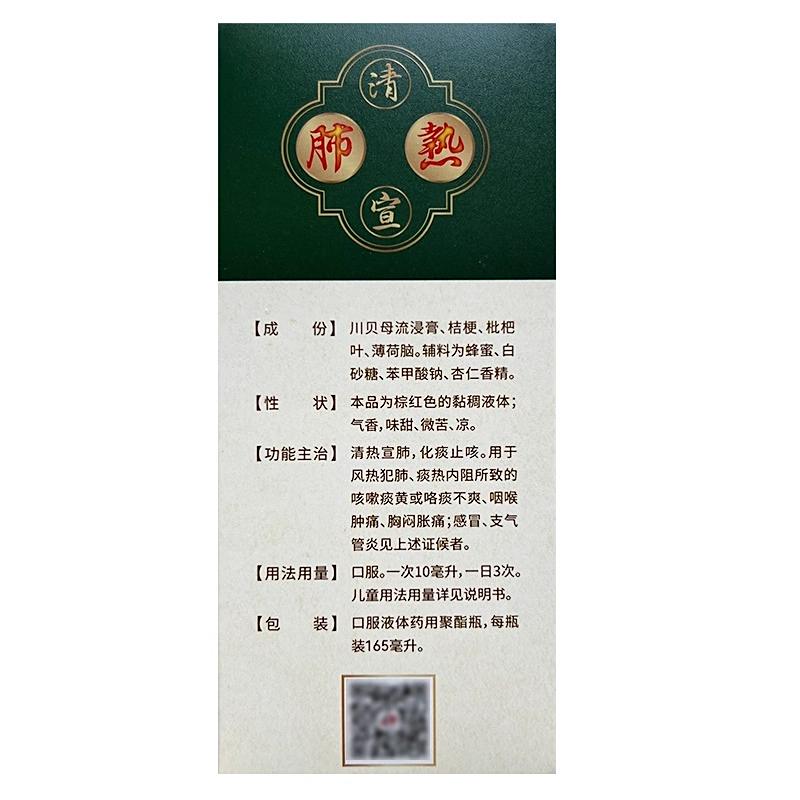 清
肺 熱
宣
【成 份】 川贝母流浸膏、桔梗、枇杷
叶、薄荷脑。辅料为蜂蜜、白
砂糖、苯甲酸钠、杏仁香精。
【性 状】 本品为棕红色的黏稠液体；
气香，味甜、微苦、凉。
【功能主治】 清热宣肺，化痰止咳。用于
风热犯肺、痰热内阻所致的
咳嗽痰黄或咯痰不爽、咽喉
肿痛、胸闷胀痛；感冒、支气
管炎见上述证候者。
【用法用量】 口服。一次10毫升，一日3次。
儿童用法用量详见说明书。
【包 装】 口服液体药用聚酯瓶，每瓶
装165毫升。